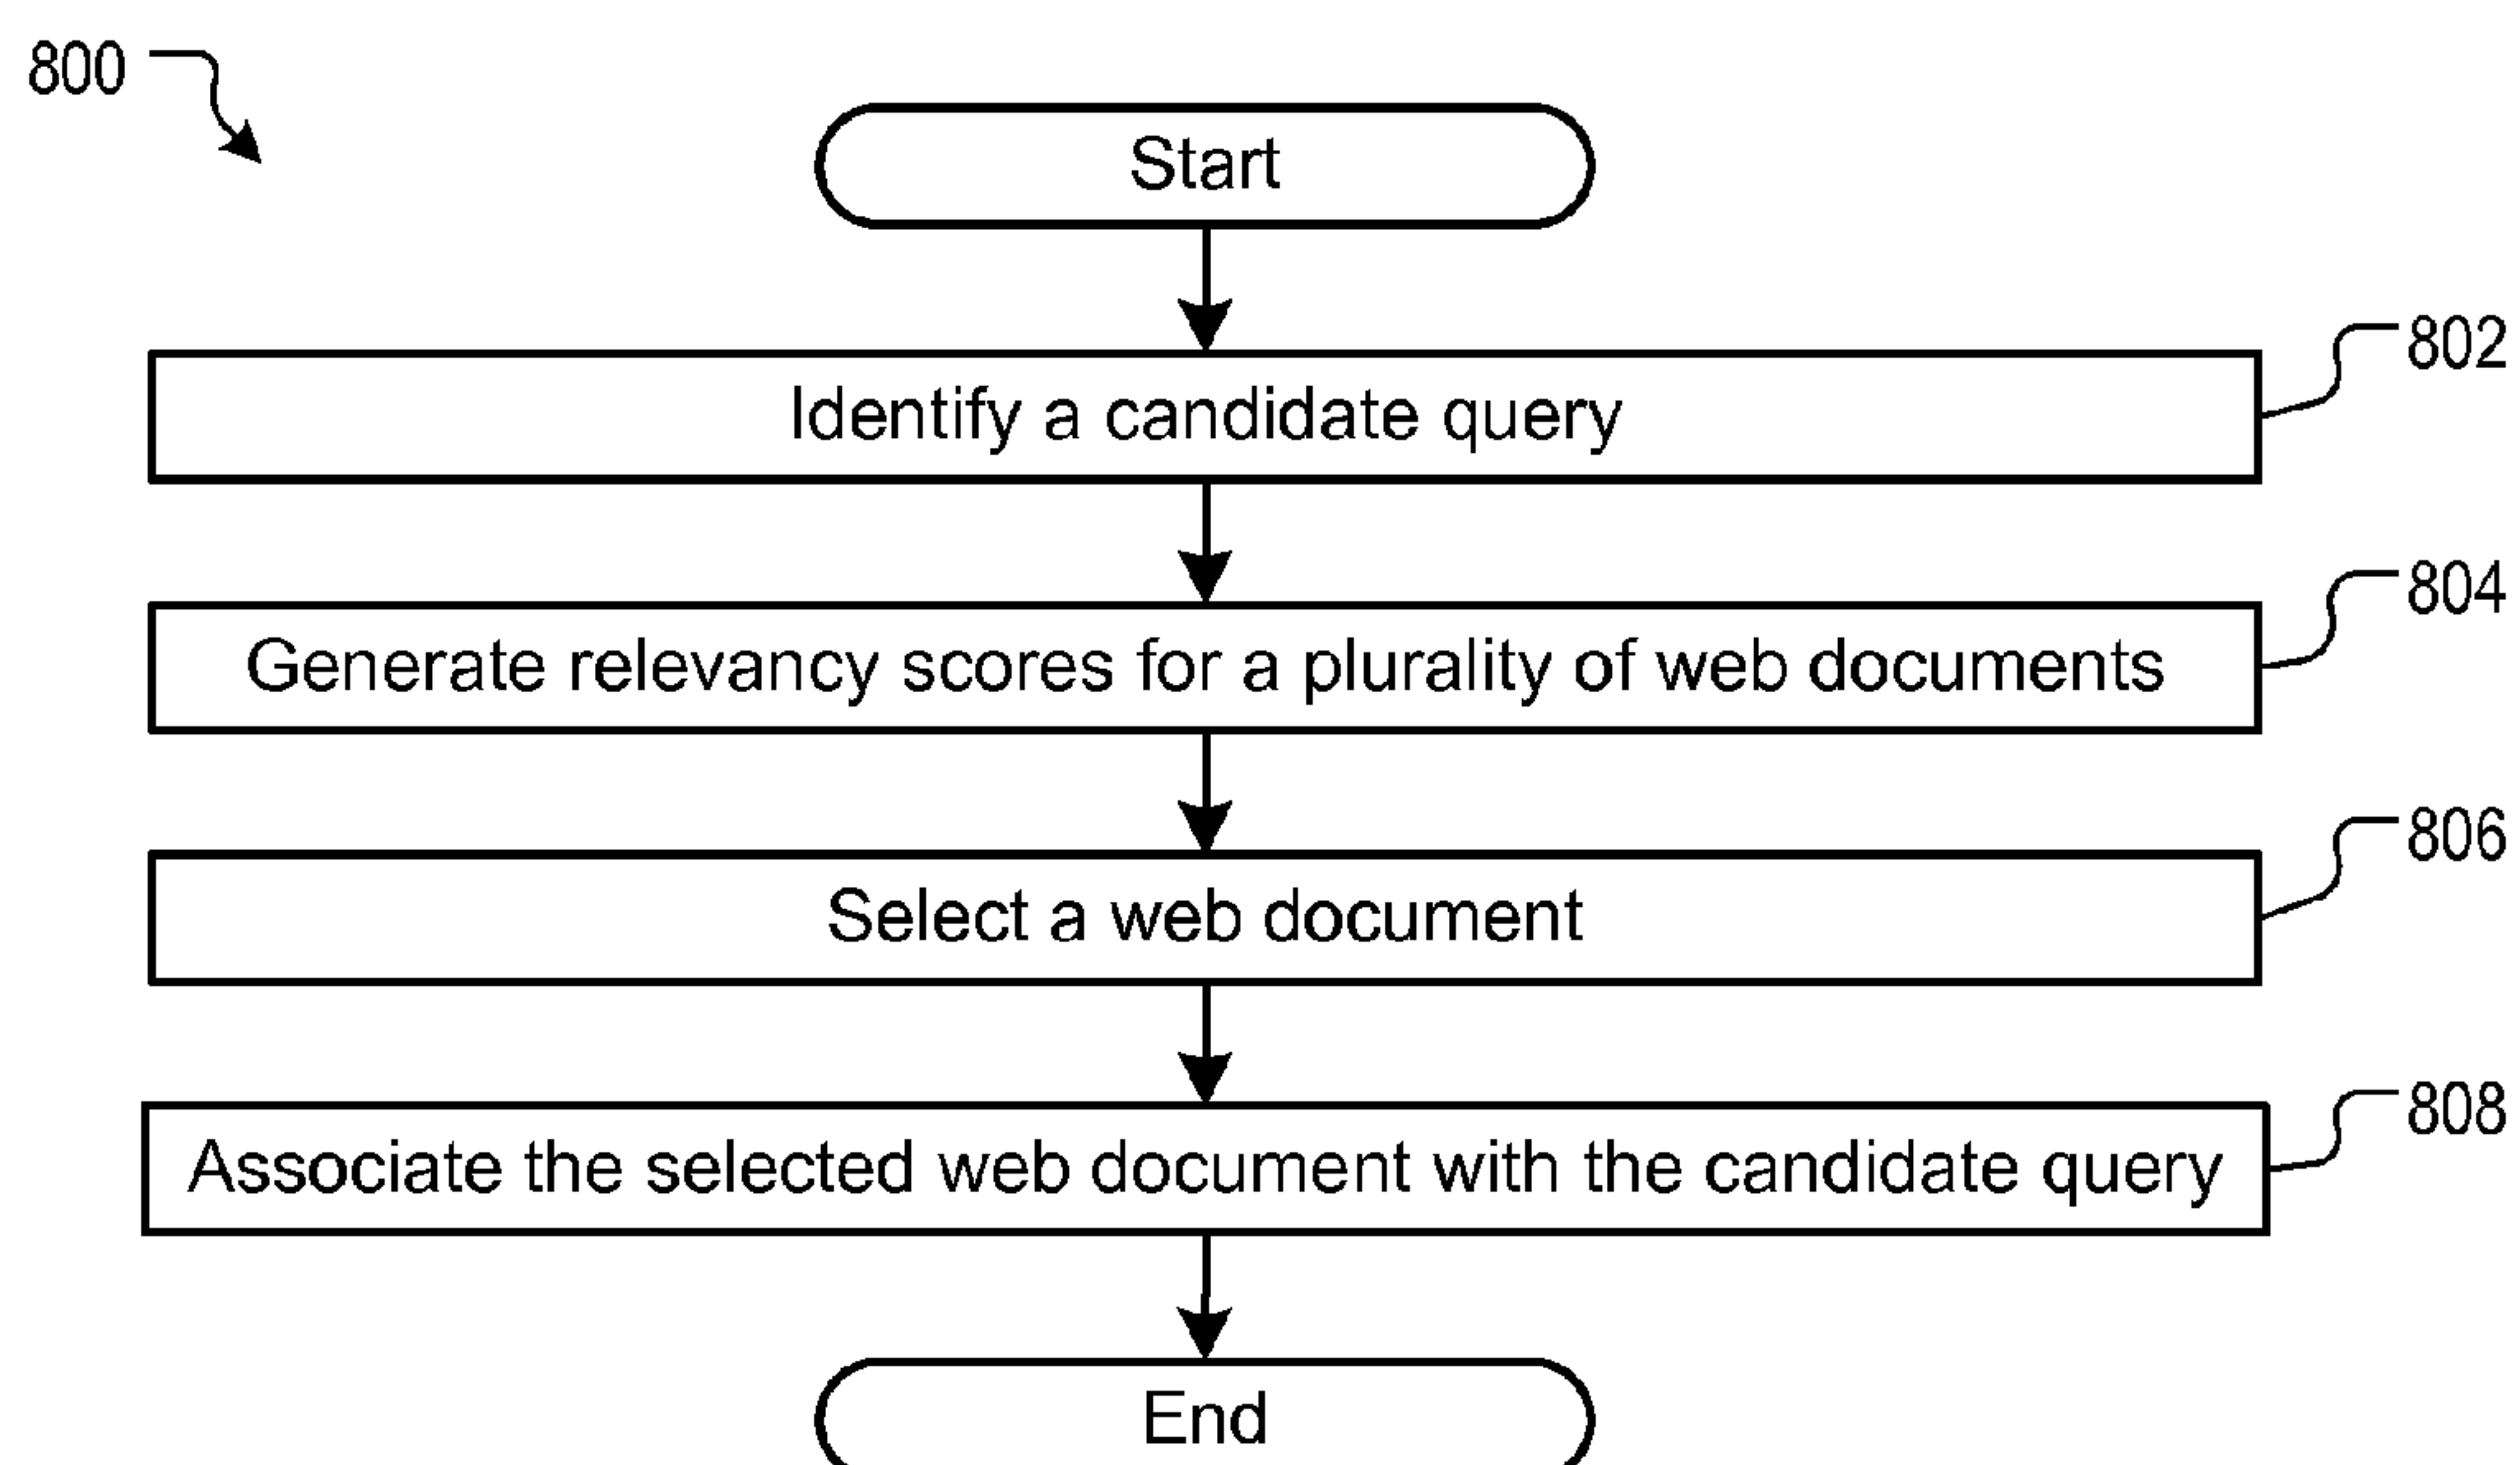 800
Start
802
Identify a candidate query
804
Generate relevancy scores for a plurality of web documents
806
Select a web document
808
Associate the selected web document with the candidate query
End